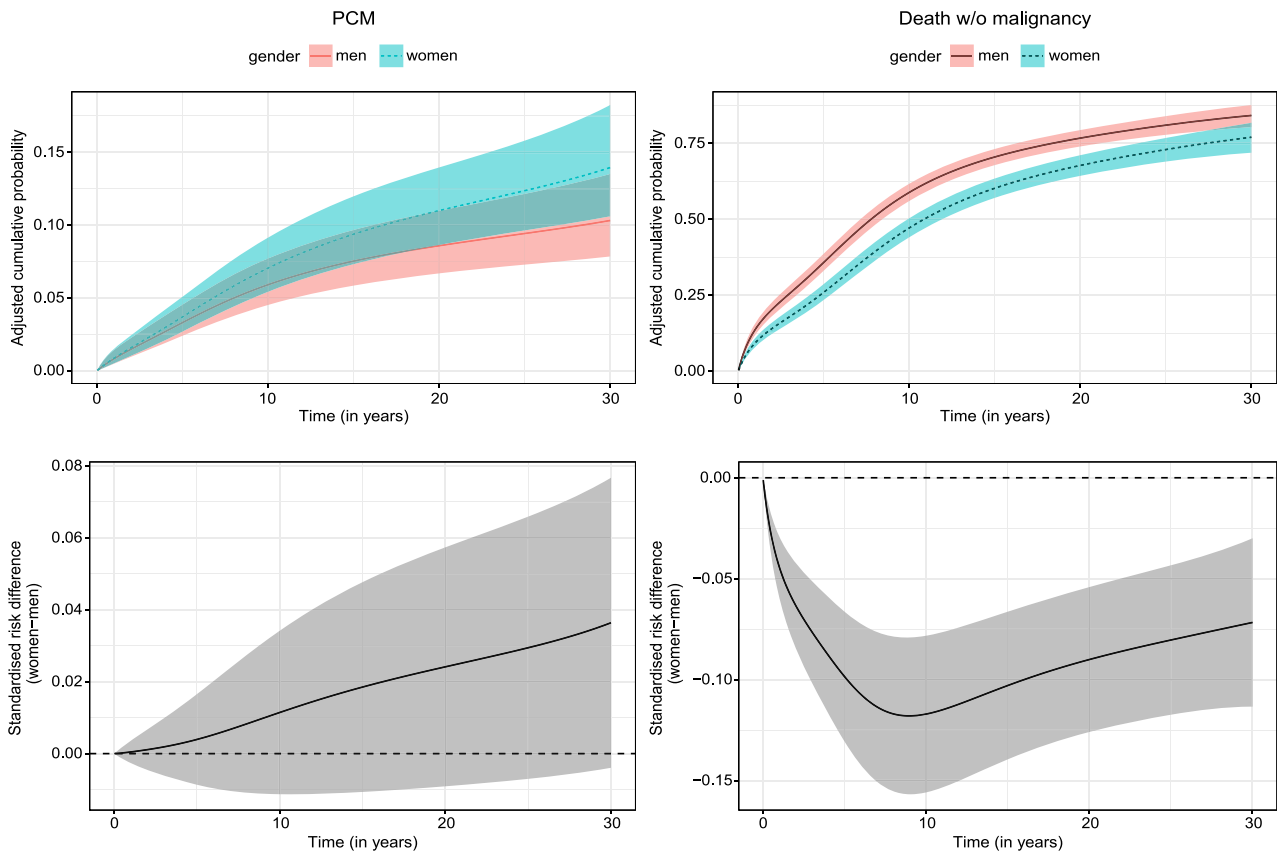 PCM
gender men women
Adjusted cumulative probability
0.15
0.10
0.05
0.00
0 10 20 30
Time (in years)
Death w/o malignancy
gender men women
Adjusted cumulative probability
0.75
0.50
0.25
0.00
0 10 20 30
Time (in years)
Standardised risk difference
(women−men)
0.08
0.06
0.04
0.02
0.00
0 10 20 30
Time (in years)
Standardised risk difference
(women−men)
0.00
−0.05
−0.10
−0.15
0 10 20 30
Time (in years)